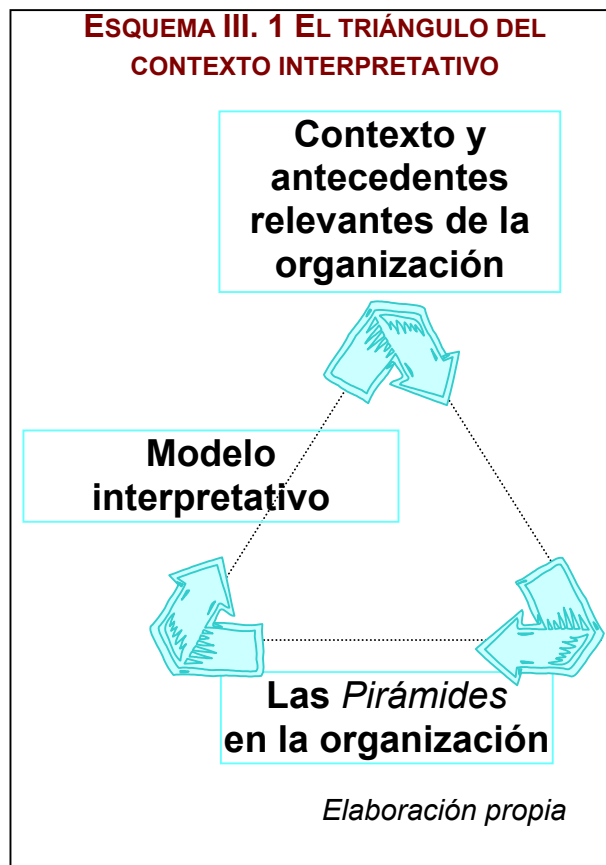 ESQUEMA III. 1 EL TRIÁNGULO DEL
CONTEXTO INTERPRETATIVO
Contexto y
antecedentes
relevantes de la
organización
Modelo
interpretativo
Las Pirámides
en la organización
Elaboración propia